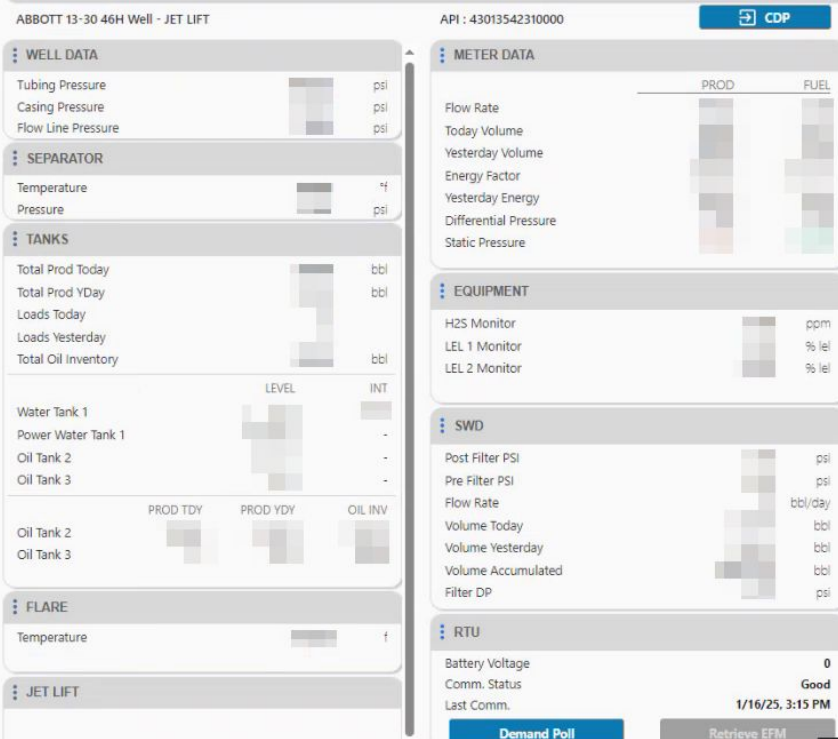 ABBOTT 13-30 46H Well - JET LIFT
API : 43013542310000
CDP
WELL DATA
Tubing Pressure psi
Casing Pressure psi
Flow Line Pressure psi
SEPARATOR
Temperature °f
Pressure psi
TANKS
Total Prod Today bbl
Total Prod YDay bbl
Loads Today
Loads Yesterday
Total Oil Inventory bbl
LEVEL INT
Water Tank 1
Power Water Tank 1 -
Oil Tank 2 -
Oil Tank 3 -
PROD TDY PROD YDY OIL INV
Oil Tank 2
Oil Tank 3
FLARE
Temperature f
JET LIFT
METER DATA
PROD FUEL
Flow Rate
Today Volume
Yesterday Volume
Energy Factor
Yesterday Energy
Differential Pressure
Static Pressure
EQUIPMENT
H2S Monitor ppm
LEL 1 Monitor % lel
LEL 2 Monitor % lel
SWD
Post Filter PSI psi
Pre Filter PSI psi
Flow Rate bbl/day
Volume Today bbl
Volume Yesterday bbl
Volume Accumulated bbl
Filter DP psi
RTU
Battery Voltage 0
Comm. Status Good
Last Comm. 1/16/25, 3:15 PM
Demand Poll
Retrieve EFM